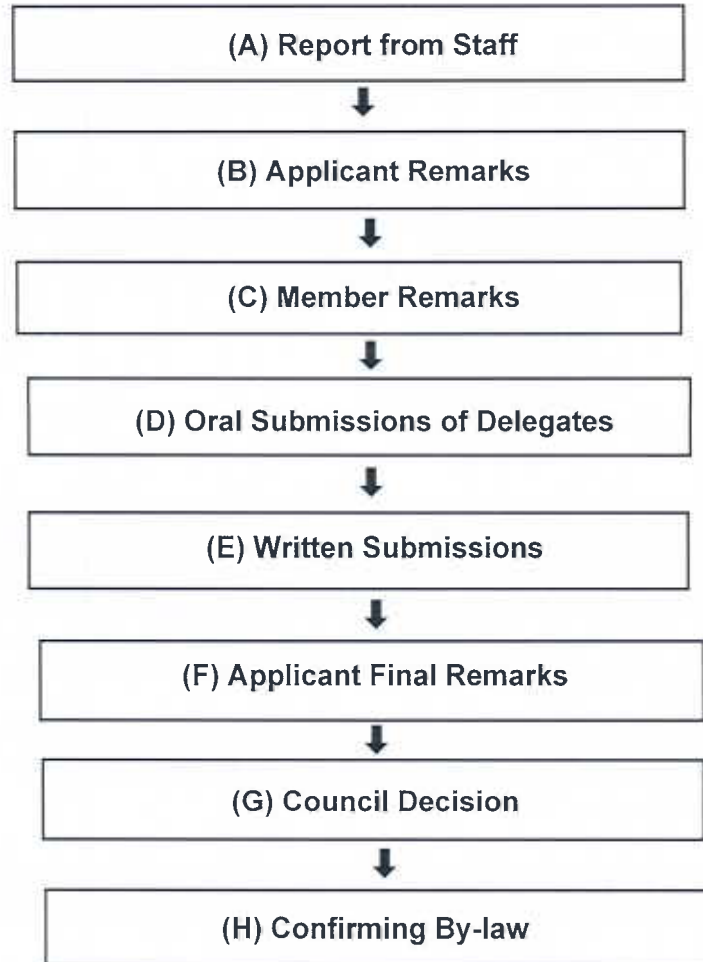 (A) Report from Staff
(B) Applicant Remarks
(C) Member Remarks
(D) Oral Submissions of Delegates
(E) Written Submissions
(F) Applicant Final Remarks
(G) Council Decision
(H) Confirming By-law